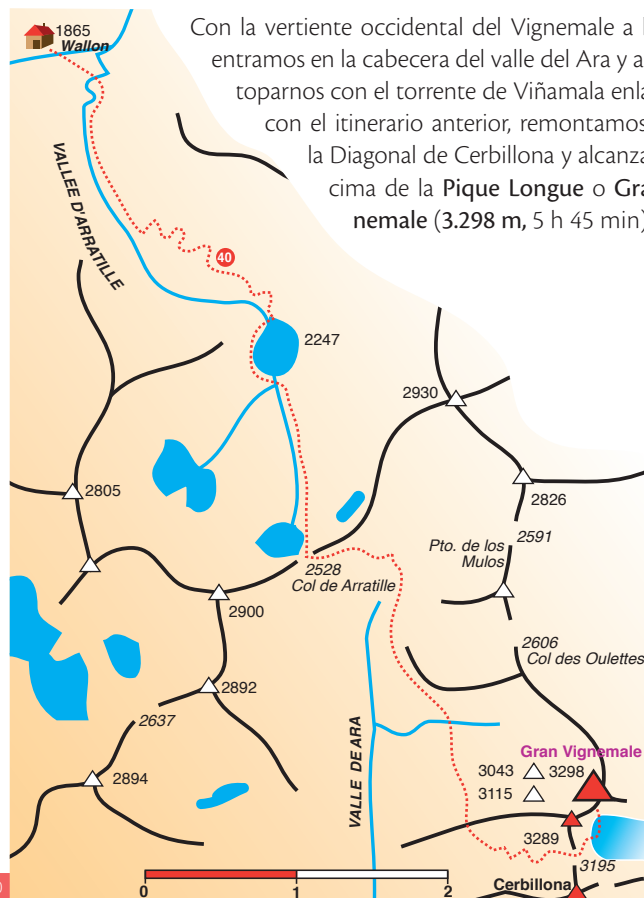 Con la vertiente occidental del Vignemale a
entramos en la cabecera del valle del Ara y
toparnos con el torrente de Viñamala
con el itinerario anterior, remontamos
la Diagonal de Cerbillona y
cima de la Pique Longue o
nemale (3.298 m, 5 h 45 min)
1865
Wallon
VALLEE D'ARRATILLE
40
2247
2930
2805
2826
2591
Pto. de los
Mulos
2528
Col de Arratille
2900
2606
Col des Oulettes
2892
2637
VALLE DE ARA
Gran Vignemale
3043 3298
3115
2894
3289
3195
Cerbillona
0 1 2